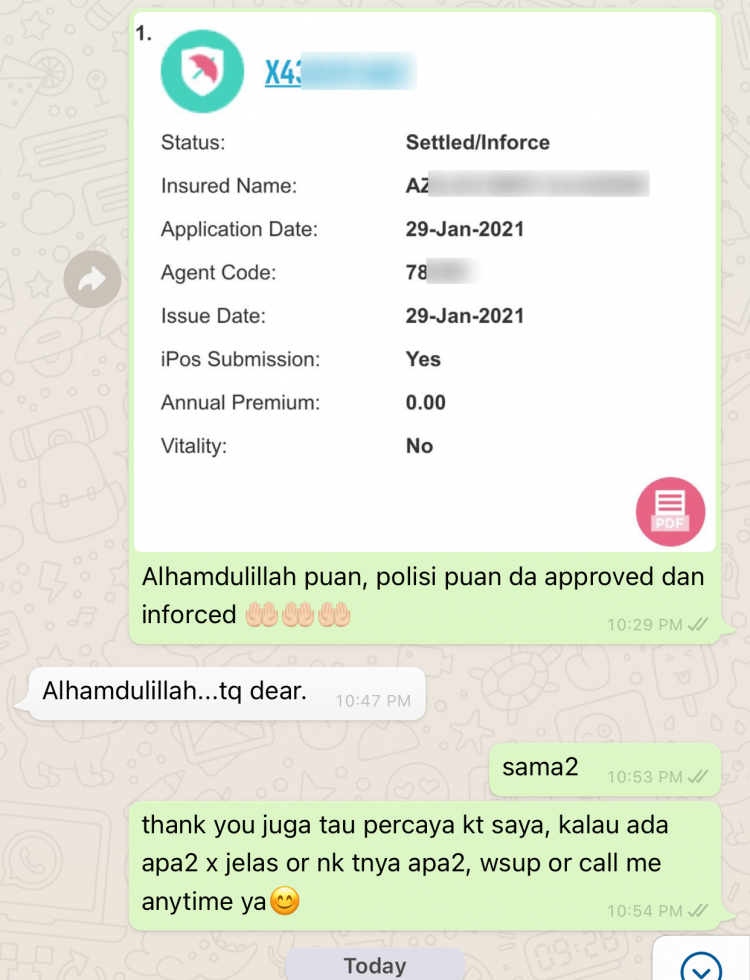 1.
X43
Status: Settled/Inforce
Insured Name: AZ
Application Date: 29-Jan-2021
Agent Code: 78
Issue Date: 29-Jan-2021
iPos Submission: Yes
Annual Premium: 0.00
Vitality: No
PDF
Alhamdulillah puan, polisi puan da approved dan
inforced 🤲🏻🤲🏻🤲🏻
10:29 PM
Alhamdulillah...tq dear.
10:47 PM
sama2
10:53 PM
thank you juga tau percaya kt saya, kalau ada
apa2 x jelas or nk tnya apa2, wsup or call me
anytime ya😊
10:54 PM
Today